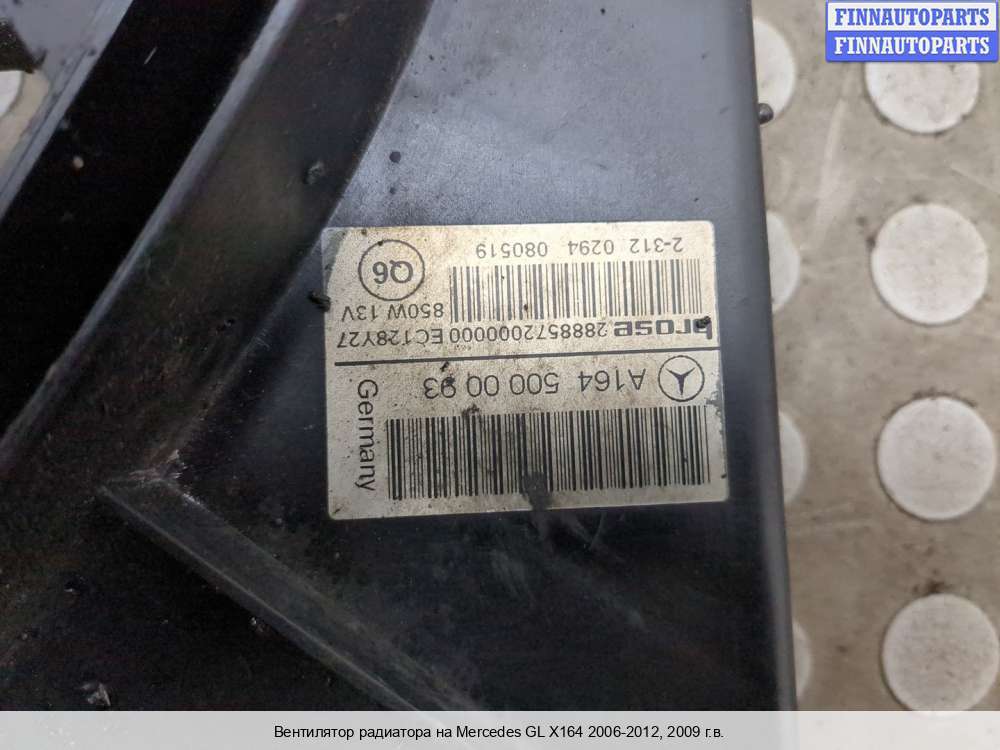 FINNAUTOPARTS
FINNAUTOPARTS
A164 500 00 93
Germany
brose 2888572000000 EC128Y27
850W 13V
Q6
2-312 0294 080519
Вентилятор радиатора на Mercedes GL X164 2006-2012, 2009 г.в.